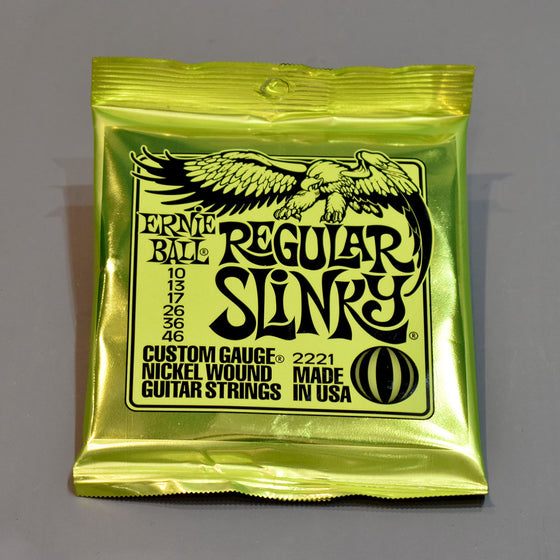 ERNIE
BALL®
REGULAR
SLINKY®
10
13
17
26
36
46
CUSTOM GAUGE®
NICKEL WOUND
GUITAR STRINGS
2221
MADE
IN USA